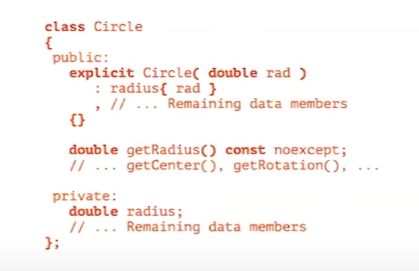 class Circle
{
public:
explicit Circle( double rad )
: radius{ rad }
, // ... Remaining data members
{}
double getRadius() const noexcept;
// ... getCenter(), getRotation(), ...
private:
double radius;
// ... Remaining data members
};